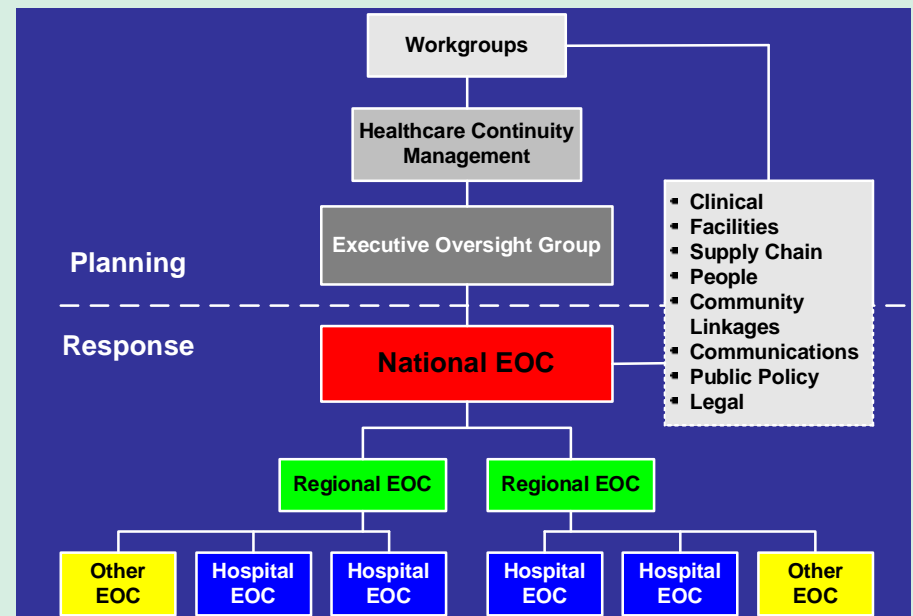 Workgroups
Healthcare Continuity
Management
Executive Oversight Group
Planning
▪ Clinical
▪ Facilities
▪ Supply Chain
▪ People
▪ Community
Linkages
▪ Communications
▪ Public Policy
▪ Legal
Response
National EOC
Regional EOC
Regional EOC
Other
EOC
Hospital
EOC
Hospital
EOC
Hospital
EOC
Hospital
EOC
Other
EOC